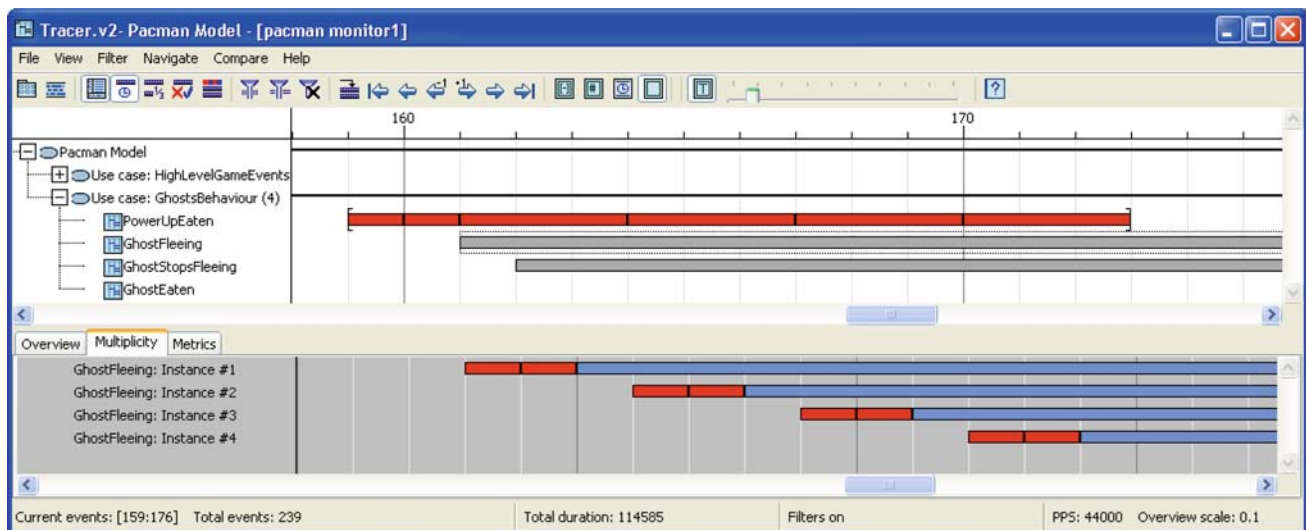 Tracer.v2- Pacman Model - [pacman monitor1]
File View Filter Navigate Compare Help
160 170
Pacman Model
Use case: HighLevelGameEvents
Use case: GhostsBehaviour (4)
PowerUpEaten
GhostFleeing
GhostStopsFleeing
GhostEaten
Overview Multiplicity Metrics
GhostFleeing: Instance #1
GhostFleeing: Instance #2
GhostFleeing: Instance #3
GhostFleeing: Instance #4
Current events: [159:176] Total events: 239 Total duration: 114585 Filters on PPS: 44000 Overview scale: 0.1